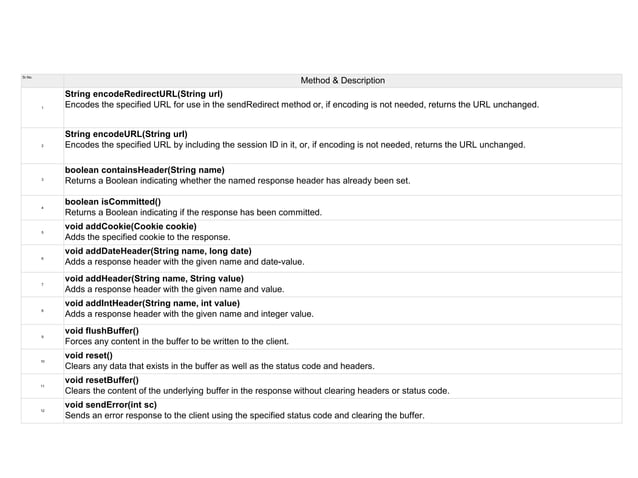 Sr.No.
Method & Description
1
String encodeRedirectURL(String url)
Encodes the specified URL for use in the sendRedirect method or, if encoding is not needed, returns the URL unchanged.
2
String encodeURL(String url)
Encodes the specified URL by including the session ID in it, or, if encoding is not needed, returns the URL unchanged.
3
boolean containsHeader(String name)
Returns a Boolean indicating whether the named response header has already been set.
4
boolean isCommitted()
Returns a Boolean indicating if the response has been committed.
5
void addCookie(Cookie cookie)
Adds the specified cookie to the response.
6
void addDateHeader(String name, long date)
Adds a response header with the given name and date-value.
7
void addHeader(String name, String value)
Adds a response header with the given name and value.
8
void addIntHeader(String name, int value)
Adds a response header with the given name and integer value.
9
void flushBuffer()
Forces any content in the buffer to be written to the client.
10
void reset()
Clears any data that exists in the buffer as well as the status code and headers.
11
void resetBuffer()
Clears the content of the underlying buffer in the response without clearing headers or status code.
12
void sendError(int sc)
Sends an error response to the client using the specified status code and clearing the buffer.